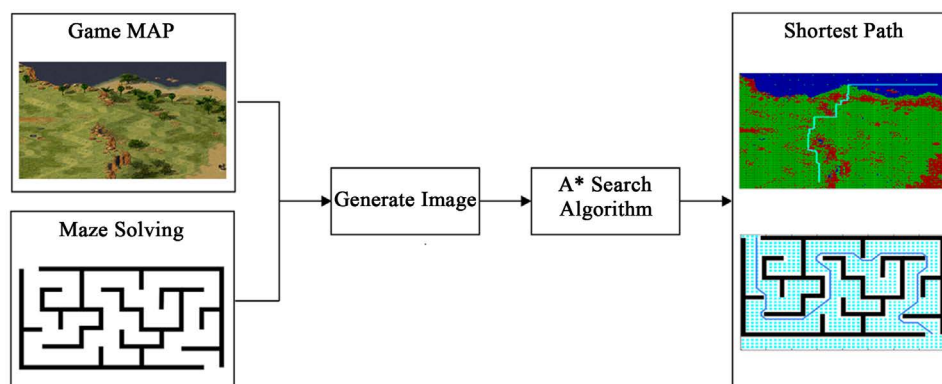 Game MAP
Maze Solving
Generate Image
A* Search
Algorithm
Shortest Path